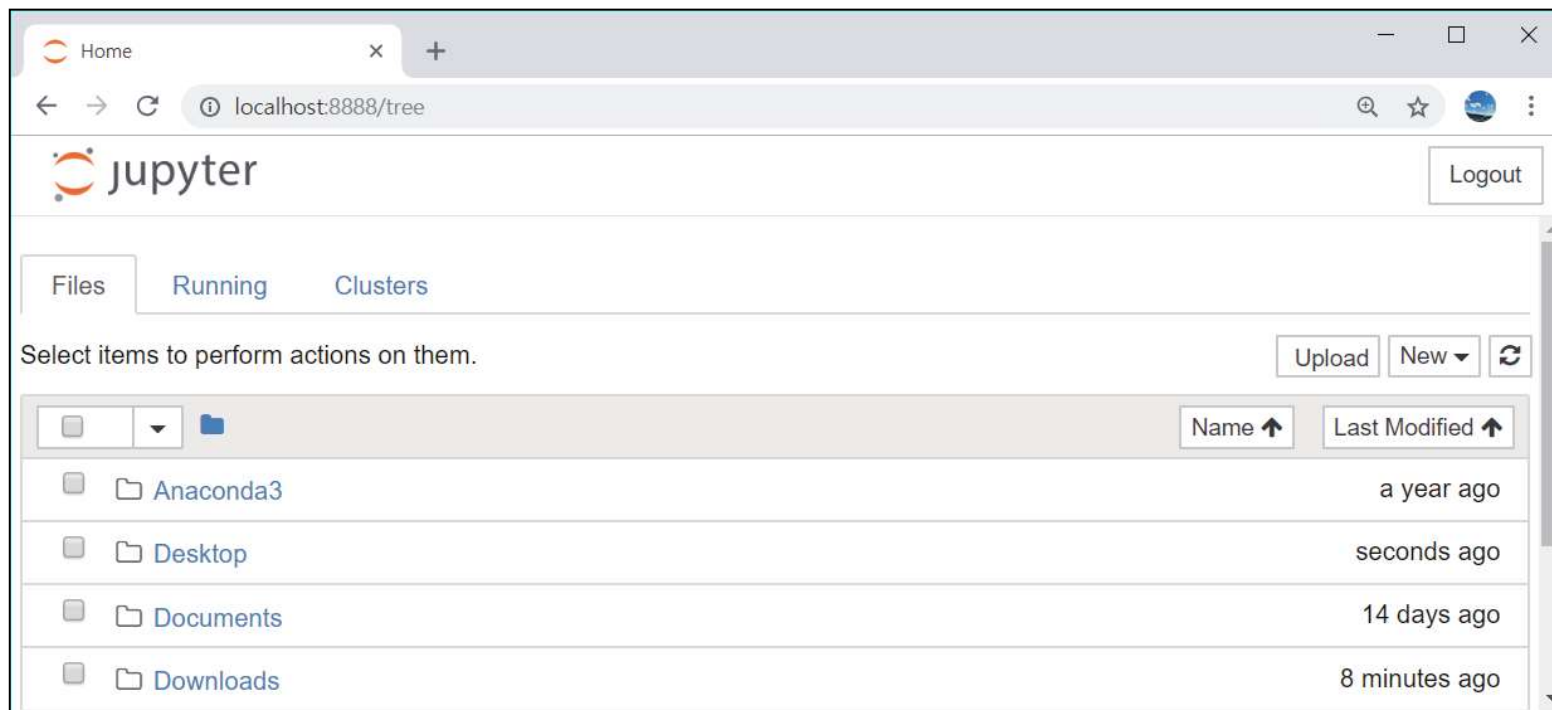 Home
localhost:8888/tree
jupyter
Logout
Files Running Clusters
Select items to perform actions on them.
Upload New
Name Last Modified
Anaconda3 a year ago
Desktop seconds ago
Documents 14 days ago
Downloads 8 minutes ago